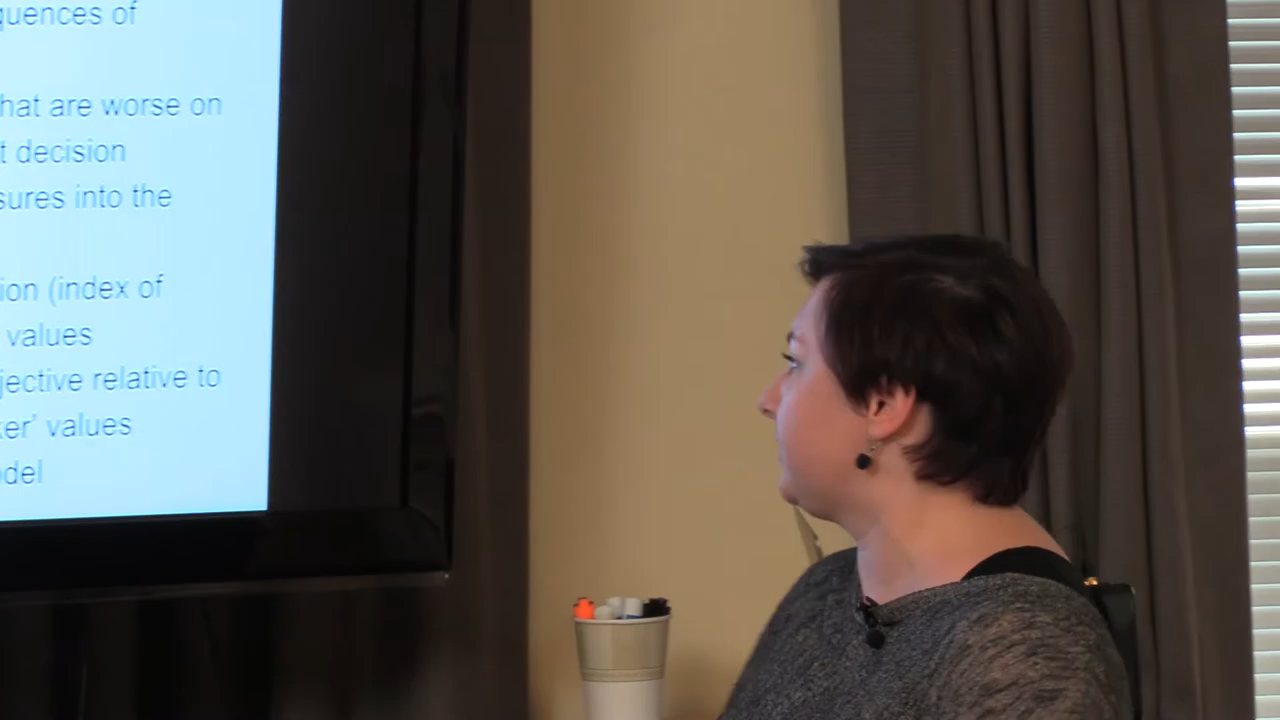 quences of
hat are worse on
t decision
sures into the
ion (index of
values
jective relative to
ker’ values
odel